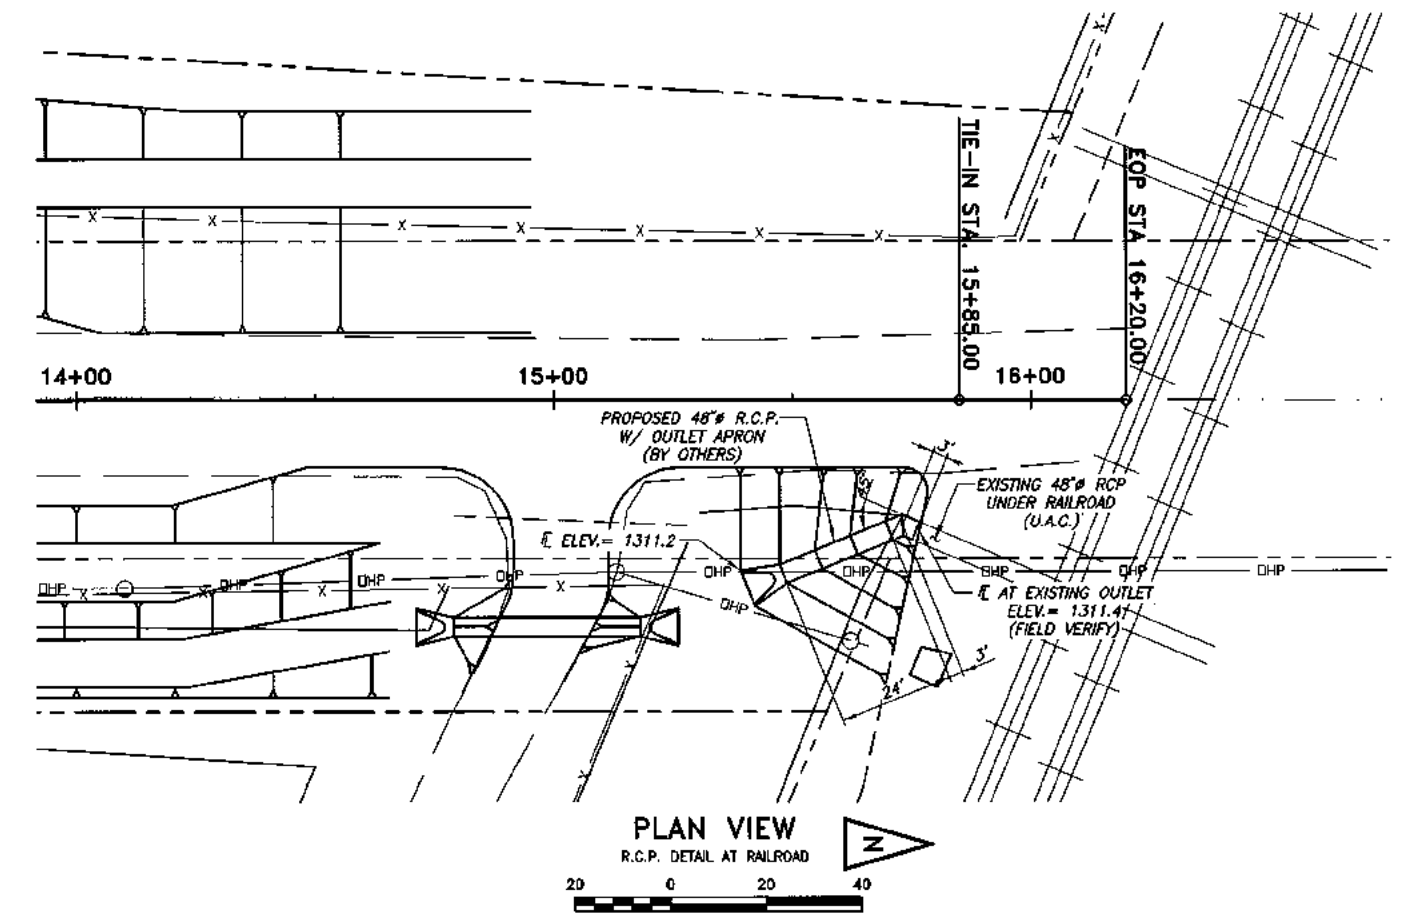 TIE-IN STA. 15+85.00
EOP STA 16+20.00
14+00
15+00
16+00
PROPOSED 48"ø R.C.P.
W/ OUTLET APRON
(BY OTHERS)
3'
45°
EXISTING 48"ø RCP
UNDER RAILROAD
(U.A.C.)
℄ ELEV.= 1311.2
OHP
OHP
OHP
OHP
OHP
OHP
OHP
OHP
OHP
OHP
℄ AT EXISTING OUTLET
ELEV.= 1311.4
(FIELD VERIFY)
24'
PLAN VIEW
R.C.P. DETAIL AT RAILROAD
N
20 0 20 40